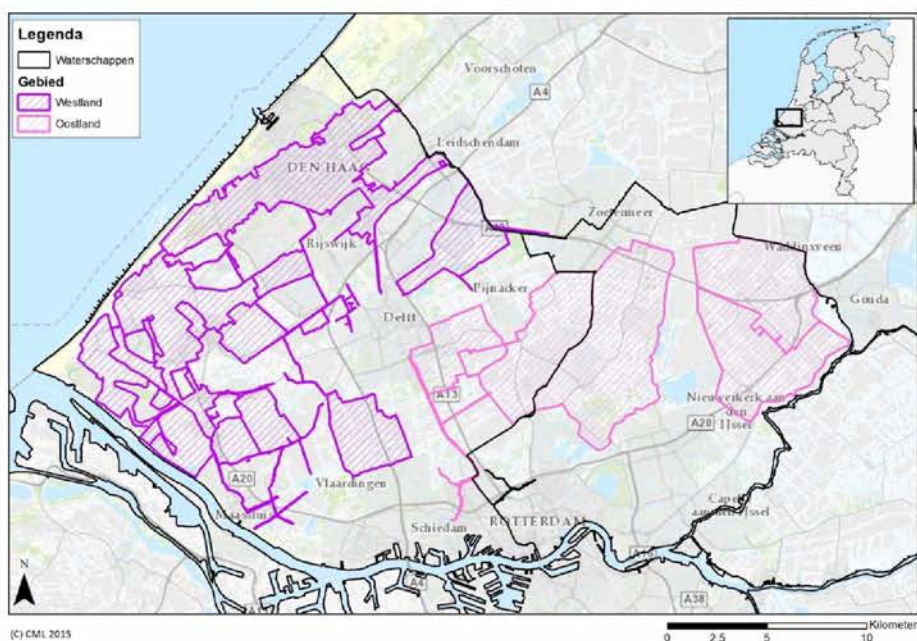 Legenda
Waterschappen
Gebied
Westland
Oostland
Voorschoten
A4
Leidschendam
DEN HAAG
Zoetermeer
Rijswijk
Waddinxveen
Pijnacker
Gouda
Delft
A13
Nieuwerkerk aan
den
IJssel
A20
A20
Vlaardingen
Maassluis
Capelle
aan den IJssel
Schiedam
ROTTERDAM
A4
A38
N
(C) CML 2015
Kilometer
0 2.5 5 10